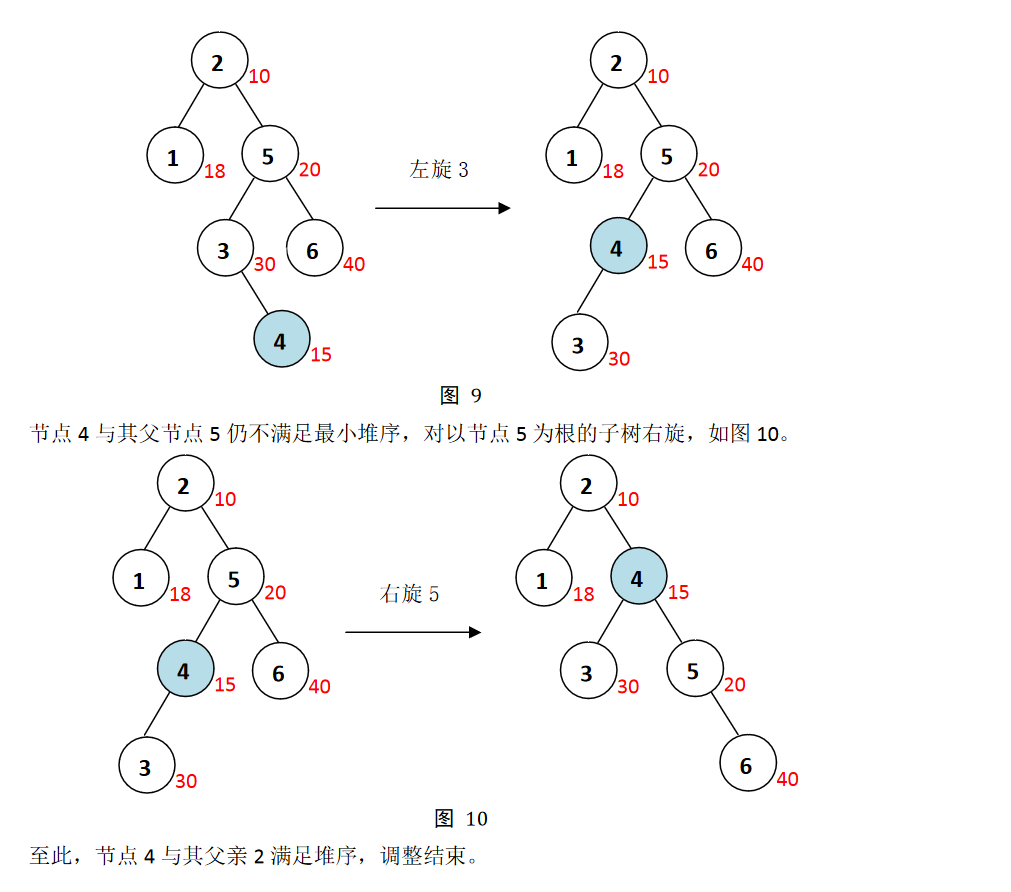 2 10 2 10
1 18 5 20 左旋 3 1 18 5 20
3 30 6 40 4 15 6 40
4 15 3 30
图 9
节点 4 与其父节点 5 仍不满足最小堆序，对以节点 5 为根的子树右旋，如图 10。
2 10 2 10
1 18 5 20 右旋 5 1 18 4 15
4 15 6 40 3 30 5 20
3 30 6 40
图 10
至此，节点 4 与其父亲 2 满足堆序，调整结束。